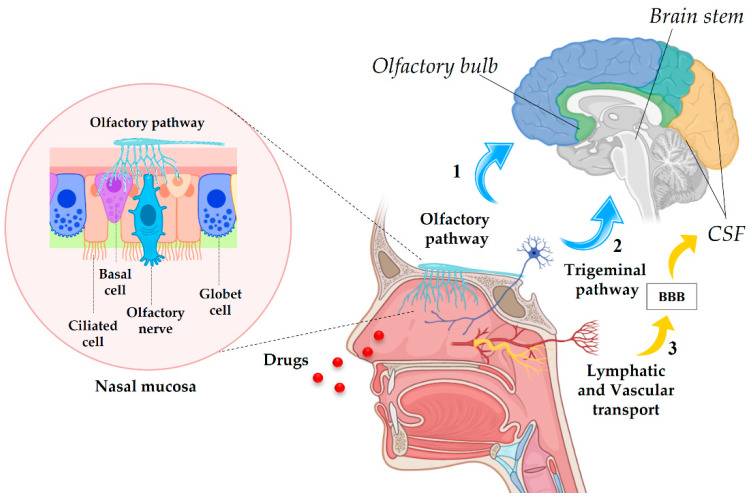 Brain stem
Olfactory bulb
Olfactory pathway
1
Olfactory
pathway
CSF
2
Trigeminal
pathway
BBB
Basal
cell
Globet
cell
Olfactory
nerve
Ciliated
cell
Drugs
3
Lymphatic
and Vascular
transport
Nasal mucosa